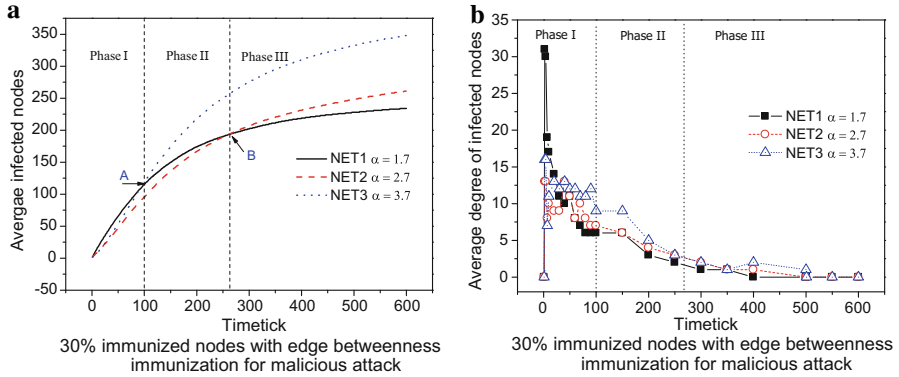 a
Phase I
Phase II
Phase III
350
300
250
200
150
100
50
0
-50
Avergae infected nodes
A
B
NET1 α = 1.7
NET2 α = 2.7
NET3 α = 3.7
0
100
200
300
400
500
600
Timetick
30% immunized nodes with edge betweenness
immunization for malicious attack
b
Phase I
Phase II
Phase III
35
30
25
20
15
10
5
0
Average degree of infected nodes
NET1 α = 1.7
NET2 α = 2.7
NET3 α = 3.7
0
100
200
300
400
500
600
Timetick
30% immunized nodes with edge betweenness
immunization for malicious attack